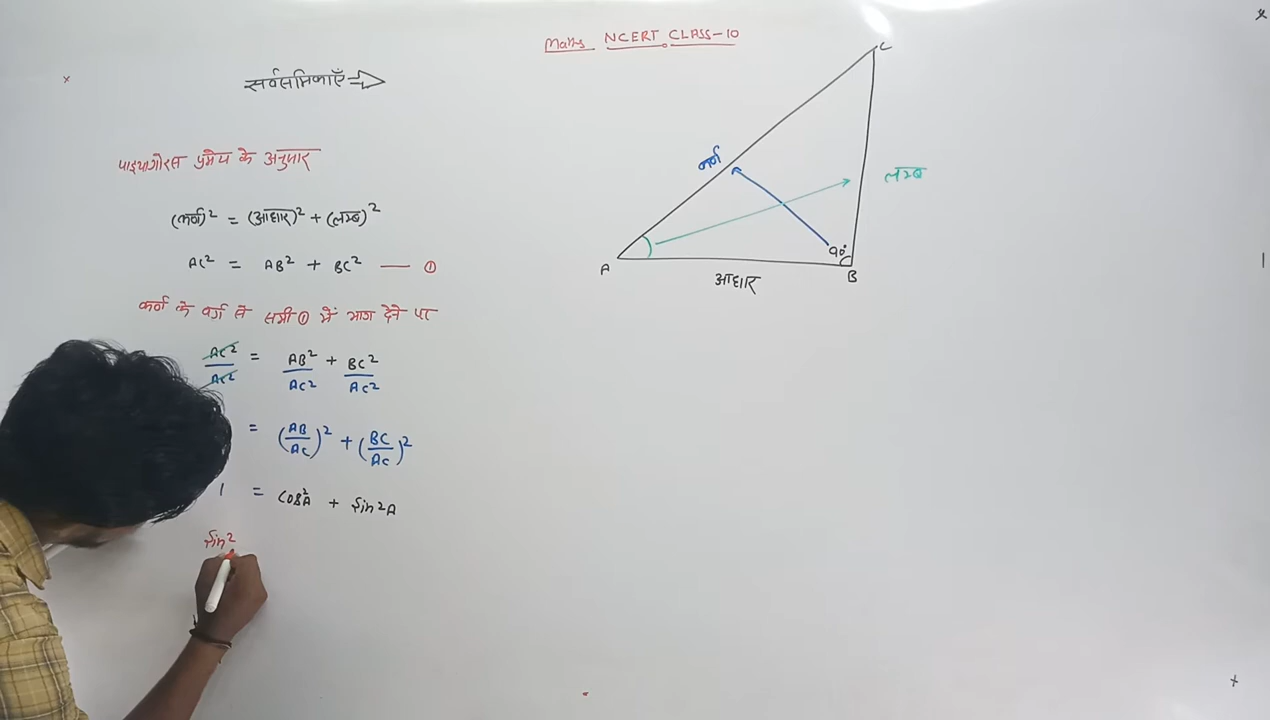 Maths NCERT CLASS-10
सर्वसमिकाएँ ⇒
पाइथागोरस प्रमेय के अनुसार
(कर्ण)² = (आधार)² + (लम्ब)²
AC² = AB² + BC² — ①
कर्ण के वर्ग से समी ① में भाग देने पर
AC²/AC² = AB²/AC² + BC²/AC²
= (AB/AC)² + (BC/AC)²
1 = Cos²A + Sin²A
Sin²
C
कर्ण
लम्ब
90°
A
B
आधार